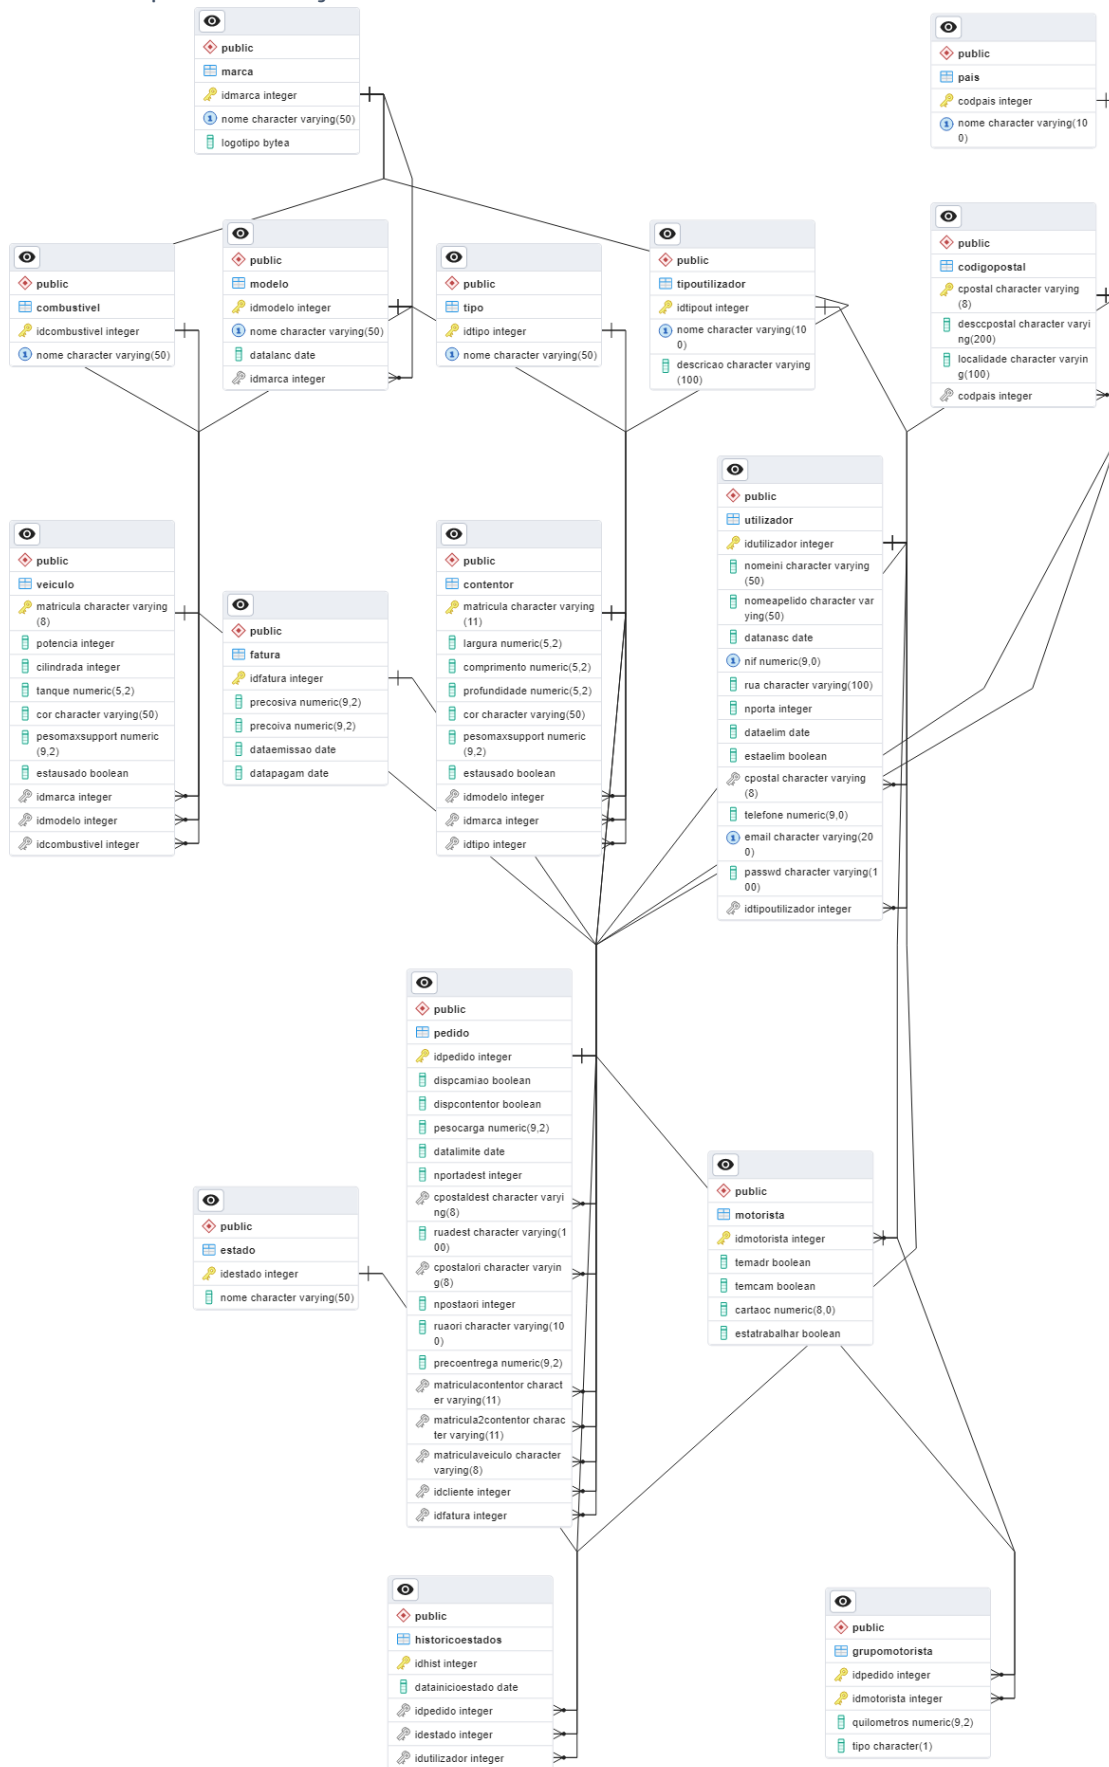 public
marca
idmarca integer
nome character varying(50)
logotipo bytea
public
pais
codpais integer
nome character varying(10
0)
public
codigopostal
cpostal character varying
(8)
desccpostal character varyi
ng(200)
localidade character varyin
g(100)
codpais integer
public
combustivel
idcombustivel integer
nome character varying(50)
public
modelo
idmodelo integer
nome character varying(50)
datalanc date
idmarca integer
public
tipo
idtipo integer
nome character varying(50)
public
tipoutilizador
idtipout integer
nome character varying(10
0)
descricao character varying
(100)
public
veiculo
matricula character varying
(8)
potencia integer
cilindrada integer
tanque numeric(5,2)
cor character varying(50)
pesomaxsupport numeric
(9,2)
estausado boolean
idmarca integer
idmodelo integer
idcombustivel integer
public
fatura
idfatura integer
precosiva numeric(9,2)
precoiva numeric(9,2)
dataemissao date
datapagam date
public
contentor
matricula character varying
(11)
largura numeric(5,2)
comprimento numeric(5,2)
profundidade numeric(5,2)
cor character varying(50)
pesomaxsupport numeric
(9,2)
estausado boolean
idmodelo integer
idmarca integer
idtipo integer
public
utilizador
idutilizador integer
nomeini character varying
(50)
nomeapelido character var
ying(50)
datanasc date
nif numeric(9,0)
rua character varying(100)
nporta integer
dataelim date
estaelim boolean
cpostal character varying
(8)
telefone numeric(9,0)
email character varying(20
0)
passwd character varying(1
00)
idtipoutilizador integer
public
pedido
idpedido integer
dispcamiao boolean
dispcontentor boolean
pesocarga numeric(9,2)
datalimite date
nportadest integer
cpostaldest character varyi
ng(8)
ruadest character varying(1
00)
cpostalori character varyin
g(8)
npostaori integer
ruaori character varying(10
0)
precoentrega numeric(9,2)
matriculacontentor charact
er varying(11)
matricula2contentor charac
ter varying(11)
matriculaveiculo character
varying(8)
idcliente integer
idfatura integer
public
estado
idestado integer
nome character varying(50)
public
motorista
idmotorista integer
temadr boolean
temcam boolean
cartaoc numeric(8,0)
estatrabalhar boolean
public
historicoestados
idhist integer
datainicioestado date
idpedido integer
idestado integer
idutilizador integer
public
grupomotorista
idpedido integer
idmotorista integer
quilometros numeric(9,2)
tipo character(1)